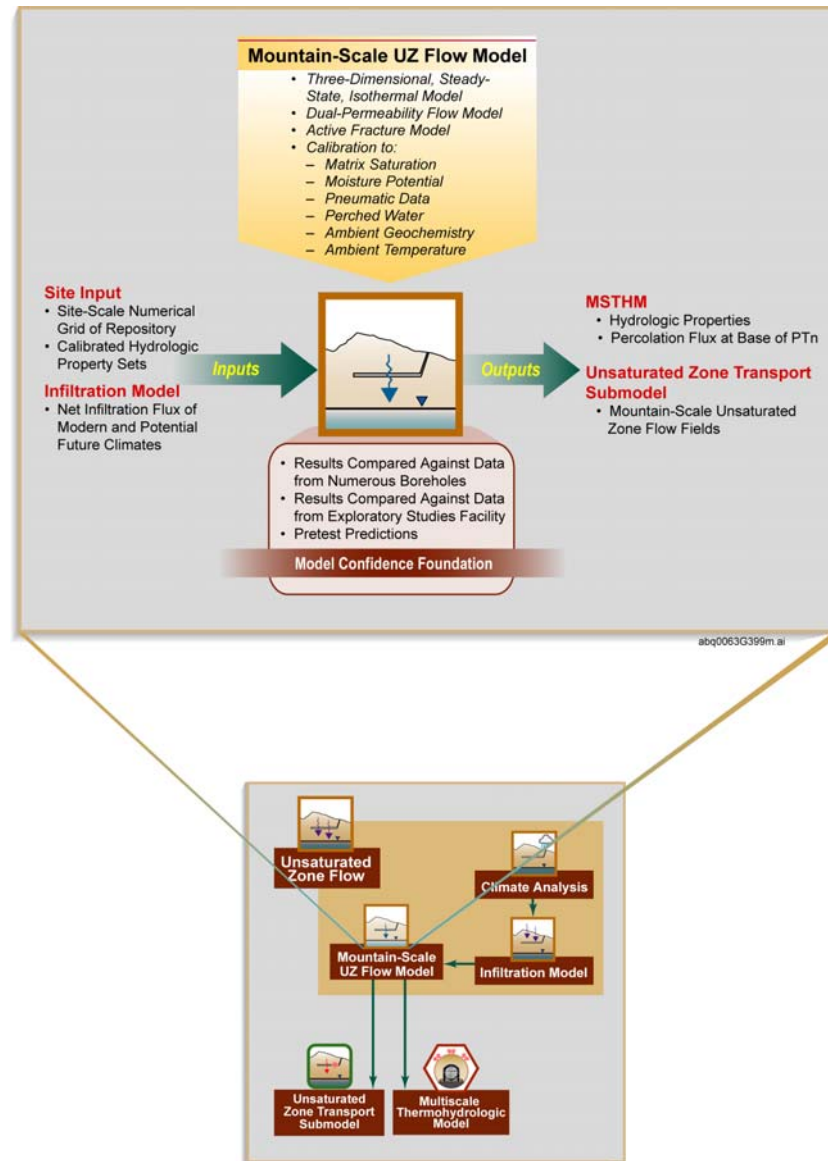 Mountain-Scale UZ Flow Model
• Three-Dimensional, Steady-
State, Isothermal Model
• Dual-Permeability Flow Model
• Active Fracture Model
• Calibration to:
– Matrix Saturation
– Moisture Potential
– Pneumatic Data
– Perched Water
– Ambient Geochemistry
– Ambient Temperature
Site Input
• Site-Scale Numerical
Grid of Repository
• Calibrated Hydrologic
Property Sets
Infiltration Model
• Net Infiltration Flux of
Modern and Potential
Future Climates
Inputs
Outputs
MSTHM
• Hydrologic Properties
• Percolation Flux at Base of PTn
Unsaturated Zone Transport
Submodel
• Mountain-Scale Unsaturated
Zone Flow Fields
• Results Compared Against Data
from Numerous Boreholes
• Results Compared Against Data
from Exploratory Studies Facility
• Pretest Predictions
Model Confidence Foundation
abq0063G399m.ai
Unsaturated
Zone Flow
Climate Analysis
Mountain-Scale
UZ Flow Model
Infiltration Model
Unsaturated
Zone Transport
Submodel
Multiscale
Thermohydrologic
Model